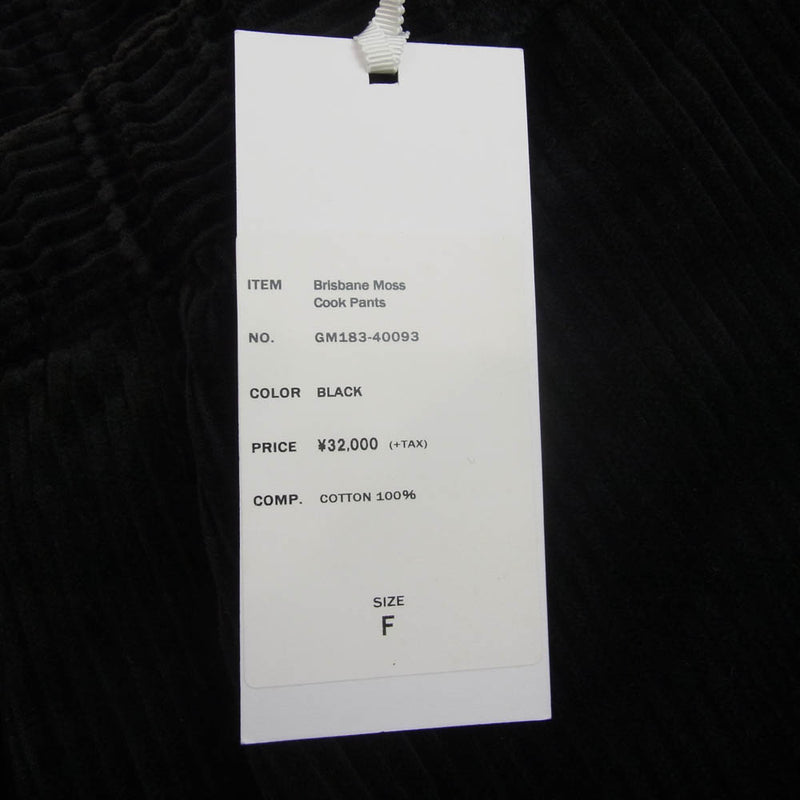 ITEM Brisbane Moss
Cook Pants
NO. GM183-40093
COLOR BLACK
PRICE ¥32,000 (+TAX)
COMP. COTTON 100%
SIZE
F